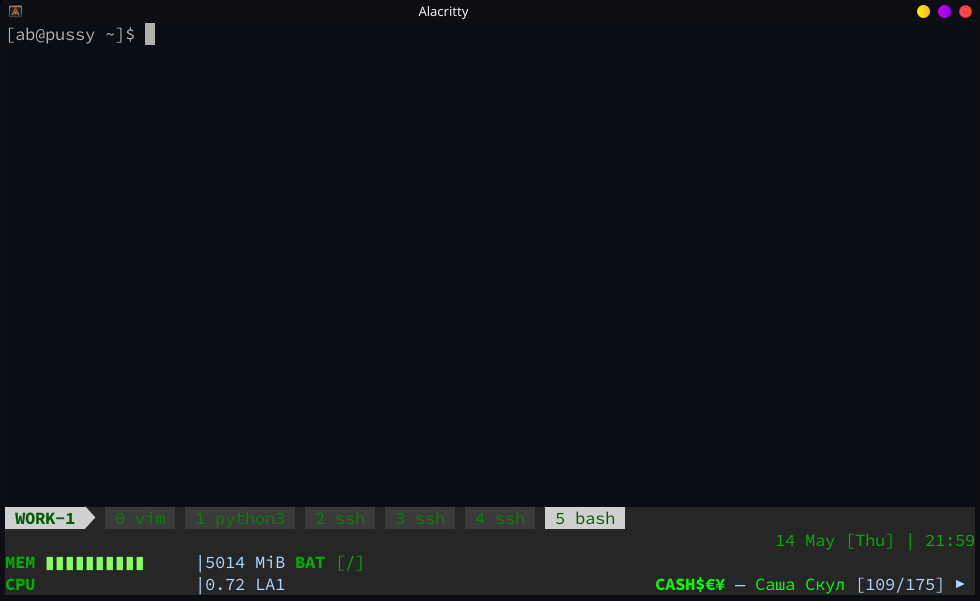 Alacritty
[ab@pussy ~]$
WORK-1 0 vim 1 python3 2 ssh 3 ssh 4 ssh 5 bash
14 May [Thu] | 21:59
MEM ▮▮▮▮▮▮▮▮▮▮ |5014 MiB BAT [/]
CPU |0.72 LA1 CASH$€¥ — Саша Скул [109/175] ►